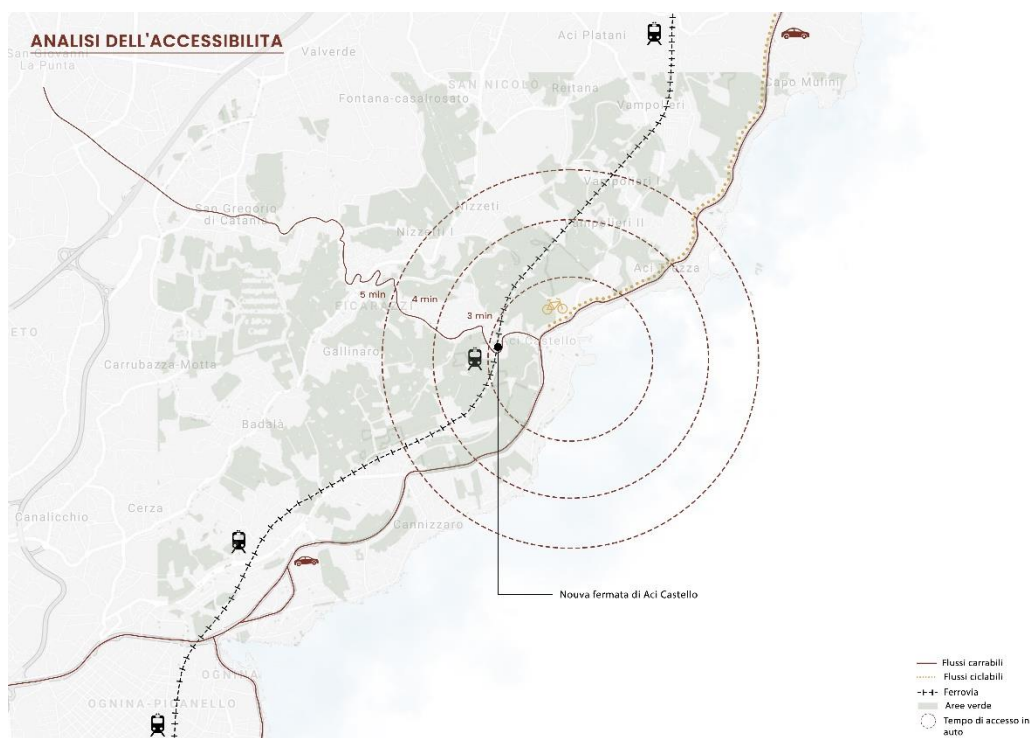 ANALISI DELL'ACCESSIBILITA
Aci Platani
San Giovanni
La Punta
Valverde
SAN NICOLO
Reitana
Capo Mulini
Fontana-casalrosato
Vampolieri
Vampolieri I
San Gregorio
di Catania
Nizzeti
Nizzeti I
Vampolieri II
Aci Trezza
5 min
4 min
FICARAZZI
3 min
Aci Castello
Gallinaro
Carrubazza-Motta
Badalà
Cerza
Canalicchio
Cannizzaro
Nouva fermata di Aci Castello
OGNINA
OGNINA-PICANELLO
Flussi carrabili
Flussi ciclabili
Ferrovia
Aree verde
Tempo di accesso in
auto